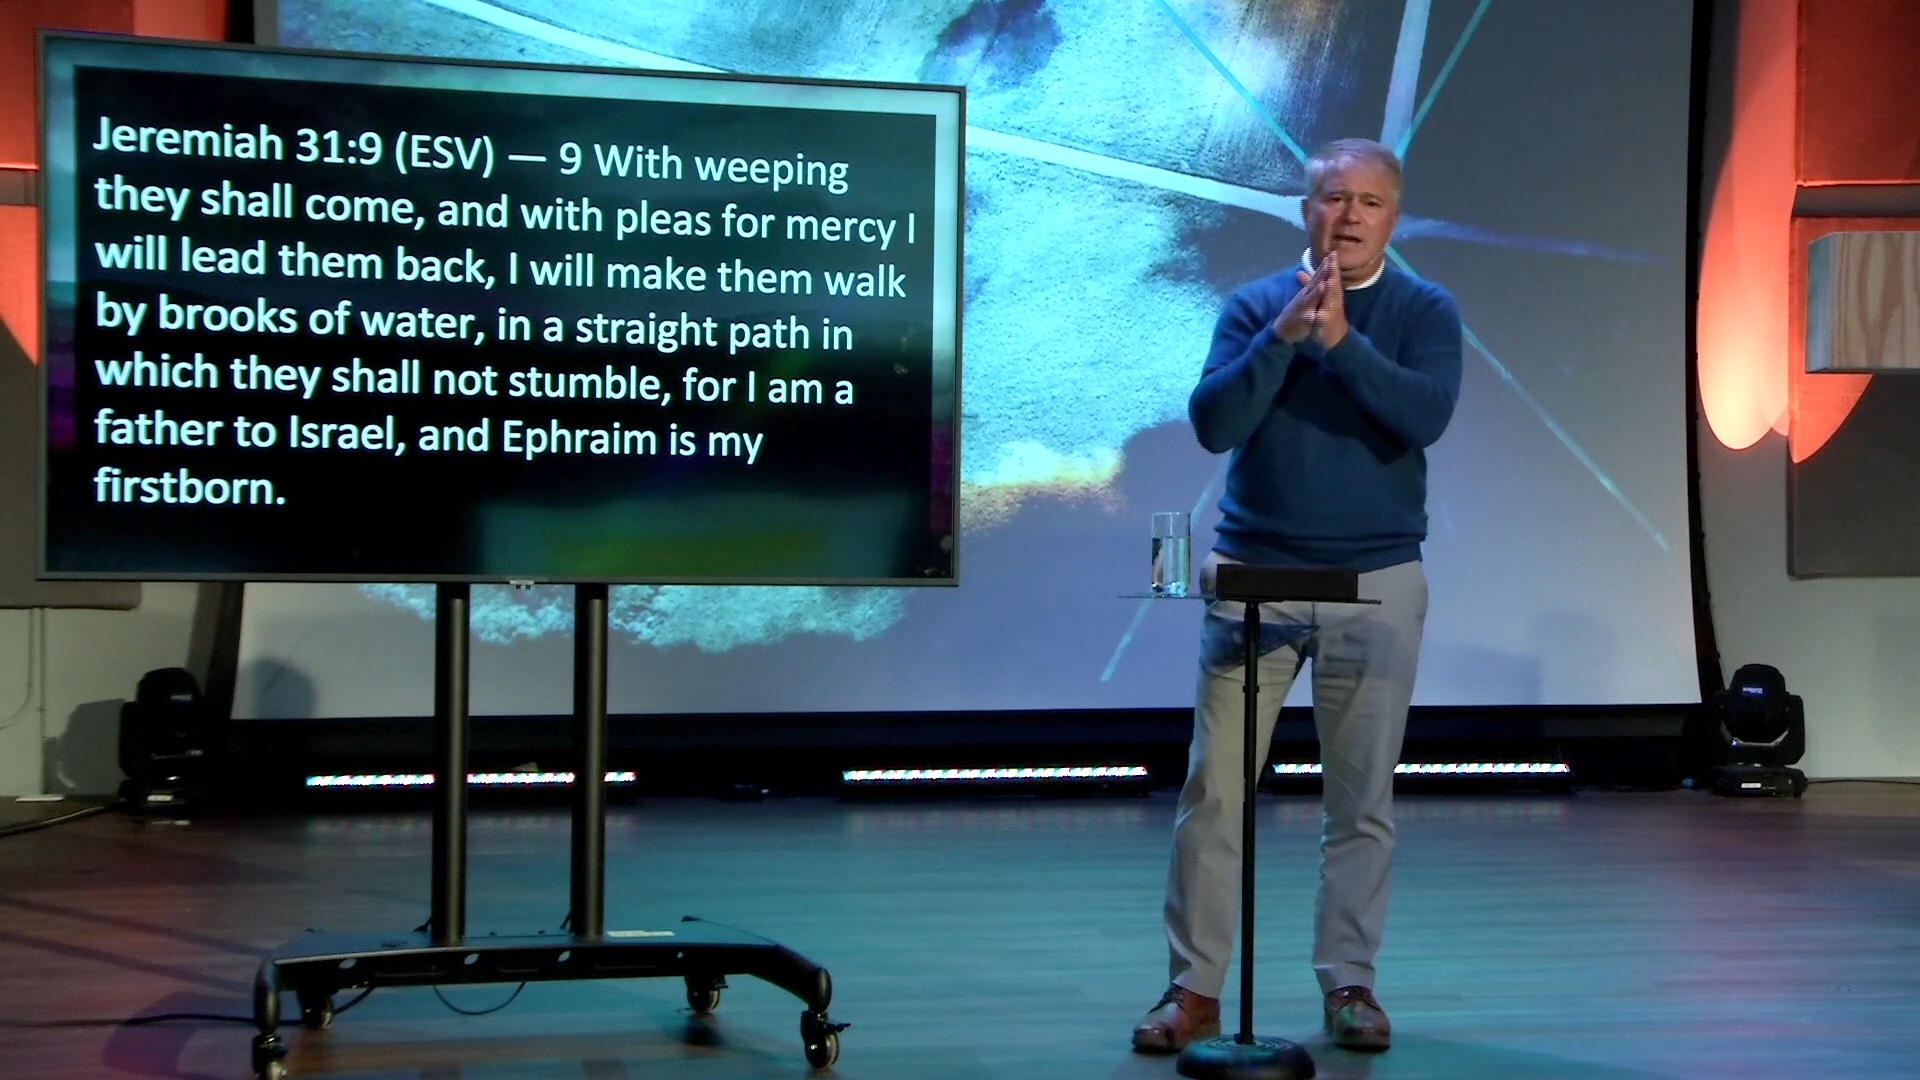 Jeremiah 31:9 (ESV) — 9 With weeping
they shall come, and with pleas for mercy I
will lead them back, I will make them walk
by brooks of water, in a straight path in
which they shall not stumble, for I am a
father to Israel, and Ephraim is my
firstborn.